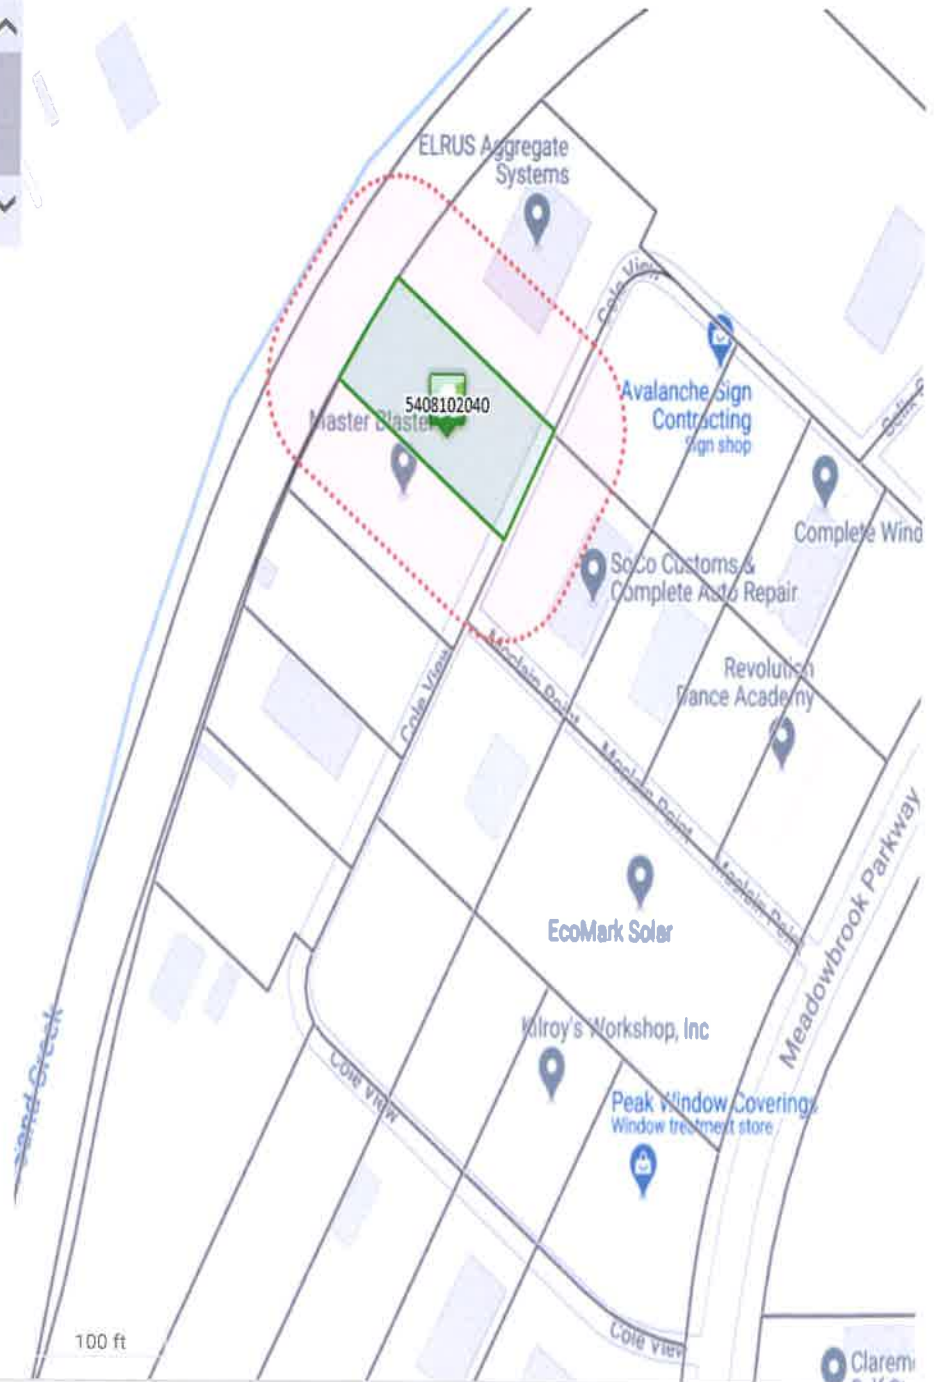 ELRUS Aggregate
Systems
Cole View
Avalanche Sign
Contracting
Sign shop
5408102040
Master Blaster
Complete Wind
SoCo Customs &
Complete Auto Repair
Revolution
Dance Academy
Cole View
Maclain Point
Maclain Point
Maclain Point
Meadowbrook Parkway
EcoMark Solar
Kilroy's Workshop, Inc
Cole View
Peak Window Coverings
Window treatment store
Sand Creek
100 ft
Cole View
Clarem